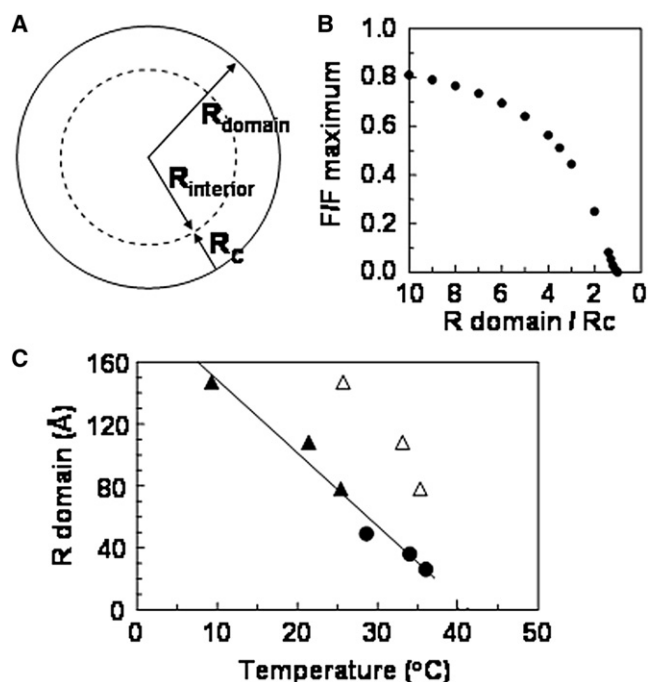 A
R domain
R interior
R C
B
F/F maximum
1.0
0.8
0.6
0.4
0.2
0.0
10 8 6 4 2 0
R domain / Rc
C
R domain (Å)
160
120
80
40
0
0 10 20 30 40 50
Temperature (°C)